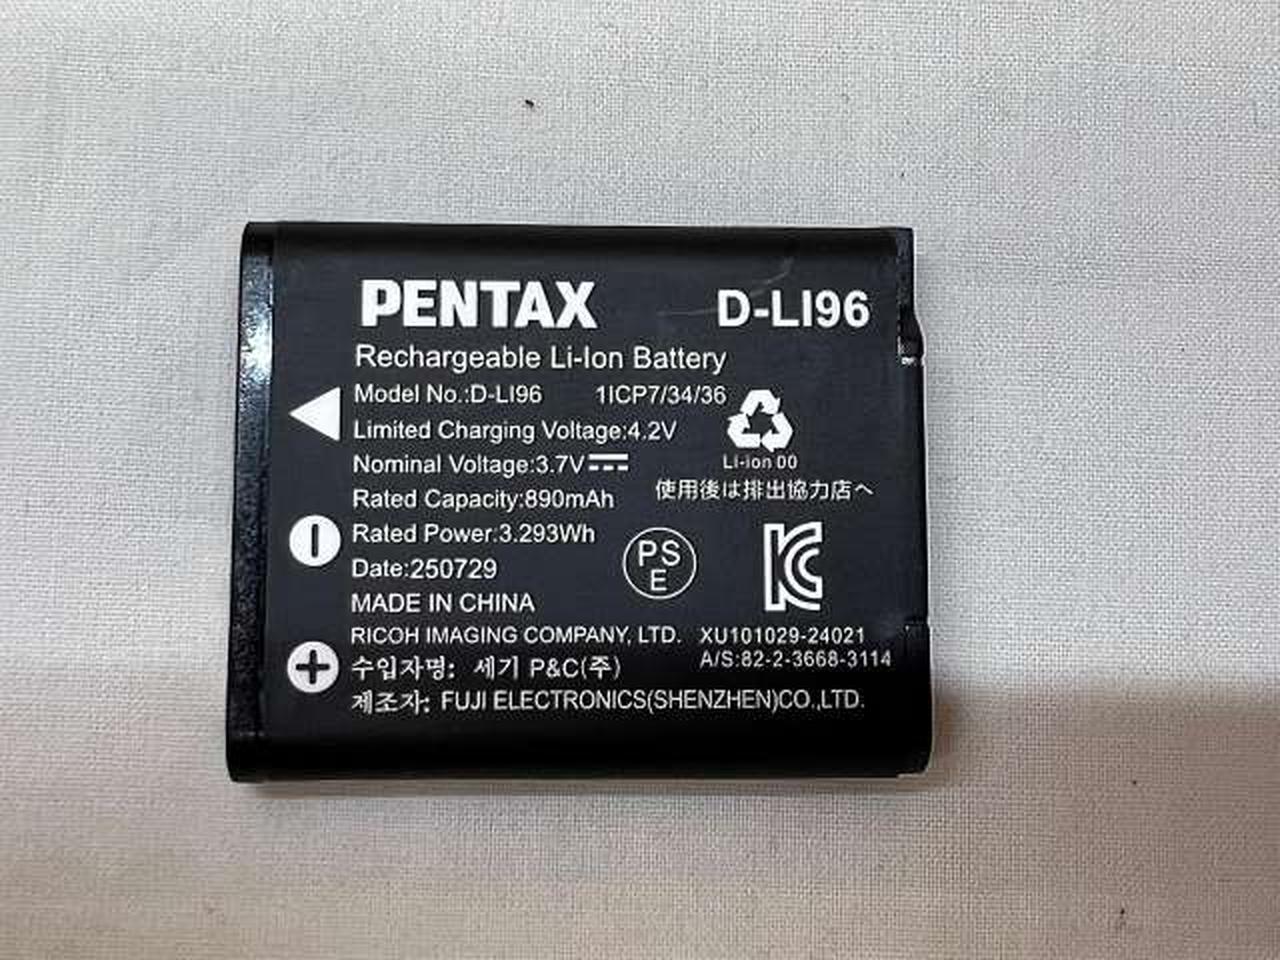 PENTAX D-LI96
Rechargeable Li-Ion Battery
Model No.:D-LI96 1ICP7/34/36
Limited Charging Voltage:4.2V
Nominal Voltage:3.7V
Li-ion 00
使用後は排出協力店へ
Rated Capacity:890mAh
Rated Power:3.293Wh
PS
E
Date:250729
MADE IN CHINA
RICOH IMAGING COMPANY, LTD. XU101029-24021
A/S:82-2-3668-3114
수입자명: 세기 P&C(주)
제조자: FUJI ELECTRONICS(SHENZHEN)CO.,LTD.